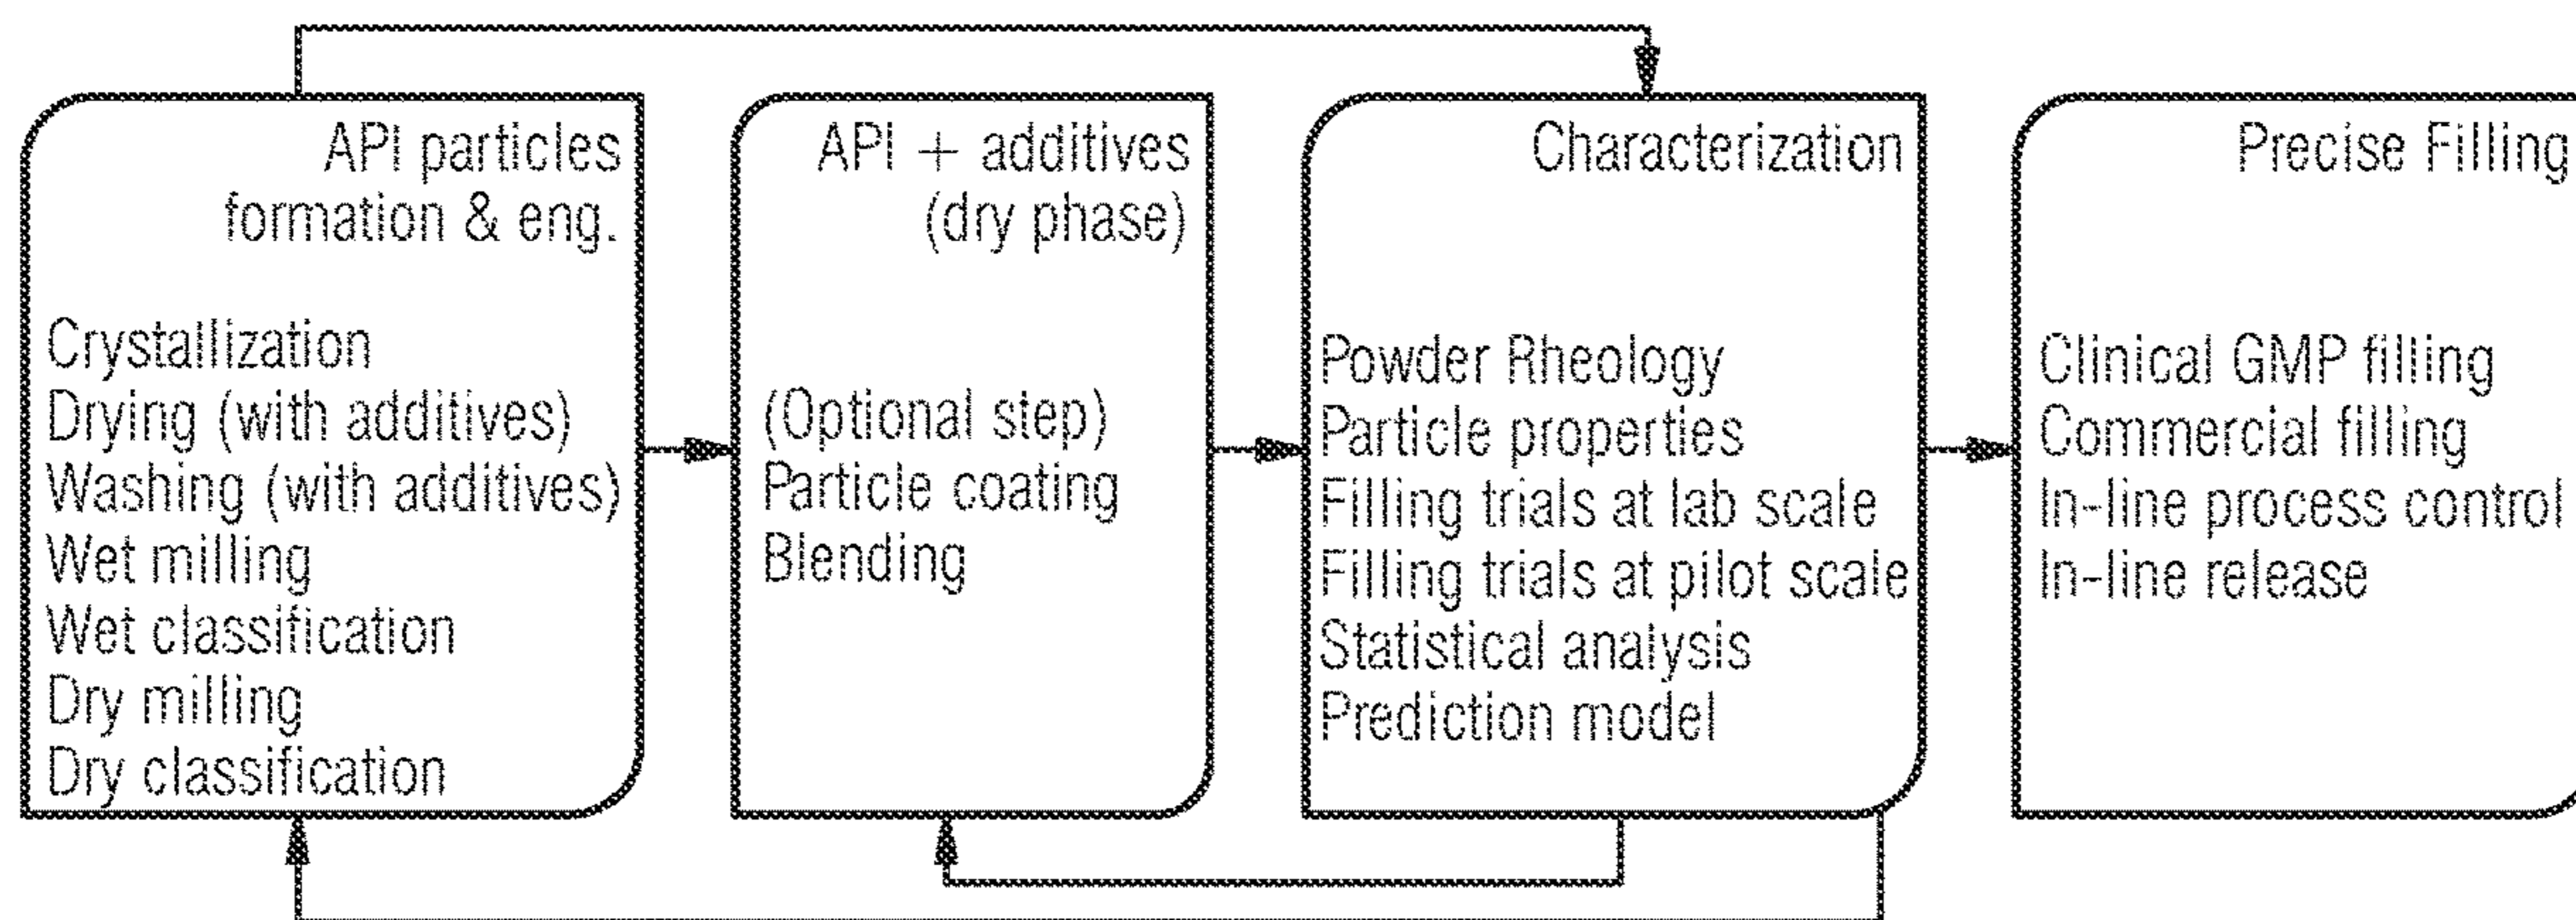 API particles
formation & eng.
Crystallization
Drying (with additives)
Washing (with additives)
Wet milling
Wet classification
Dry milling
Dry classification
API + additives
(dry phase)
(Optional step)
Particle coating
Blending
Characterization
Powder Rheology
Particle properties
Filling trials at lab scale
Filling trials at pilot scale
Statistical analysis
Prediction model
Precise Filling
Clinical GMP filling
Commercial filling
In-line process control
In-line release